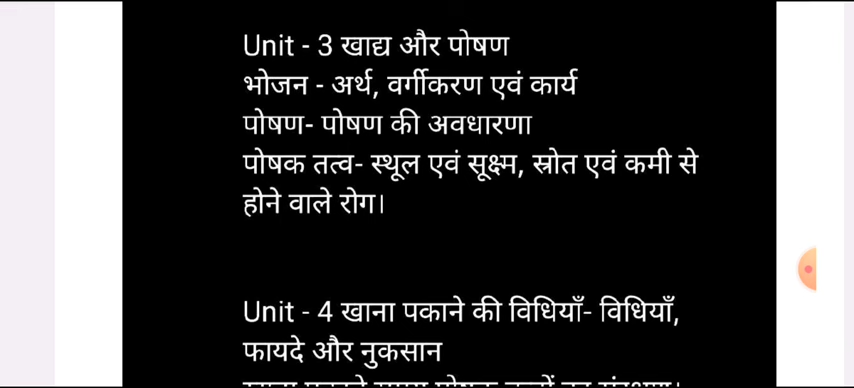 Unit - 3 खाद्य और पोषण
भोजन - अर्थ, वर्गीकरण एवं कार्य
पोषण- पोषण की अवधारणा
पोषक तत्व- स्थूल एवं सूक्ष्म, स्रोत एवं कमी से
होने वाले रोग।
Unit - 4 खाना पकाने की विधियाँ- विधियाँ,
फायदे और नुकसान